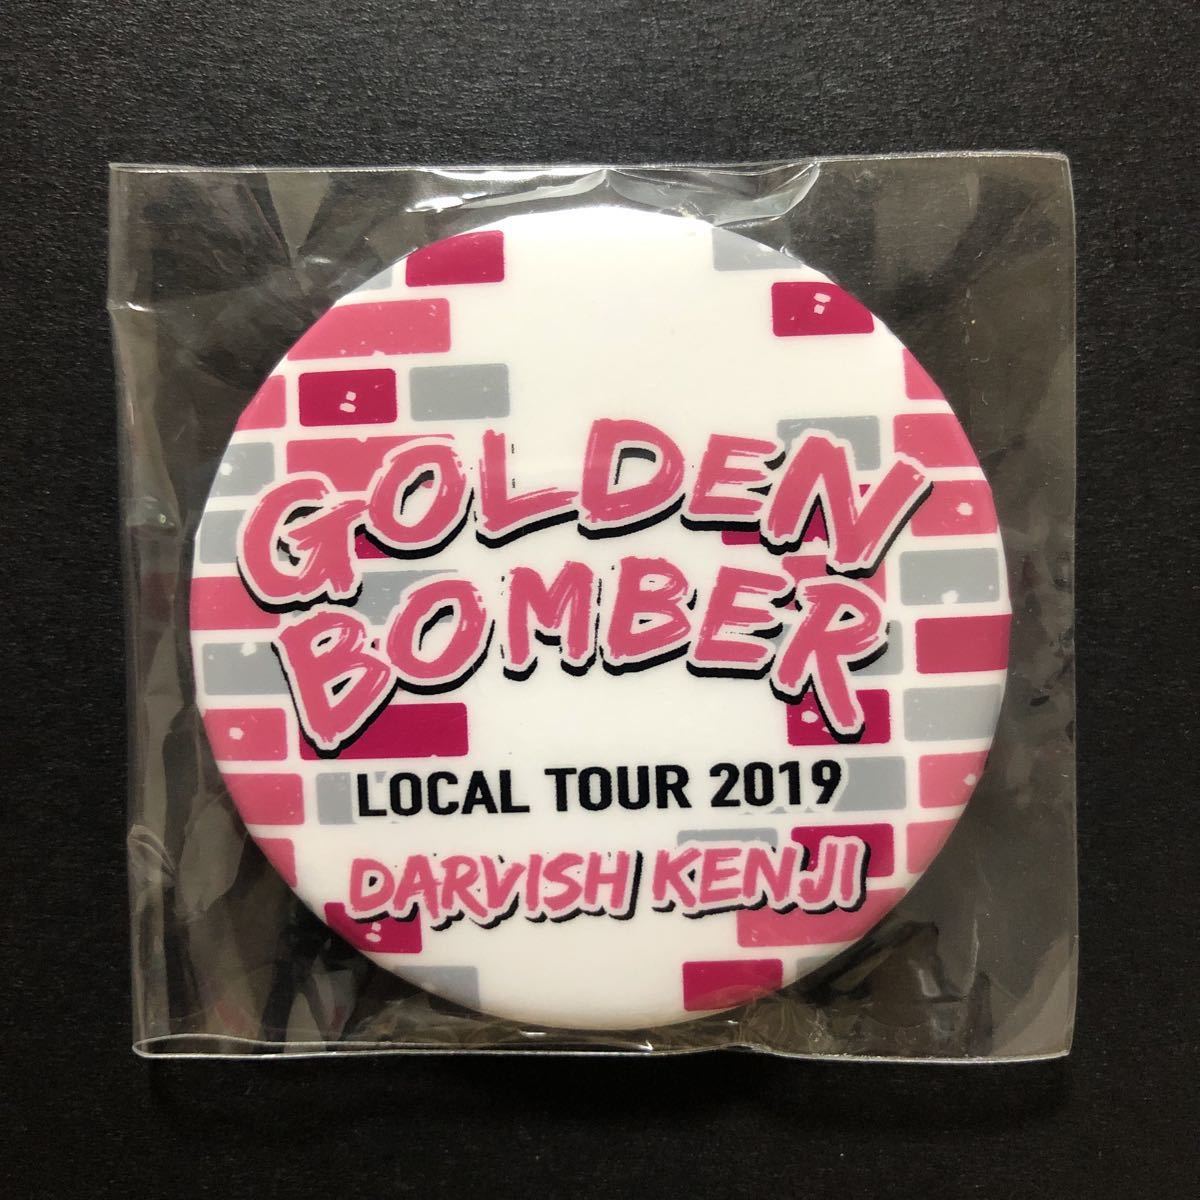 GOLDEN
BOMBER
LOCAL TOUR 2019
DARVISH KENJI